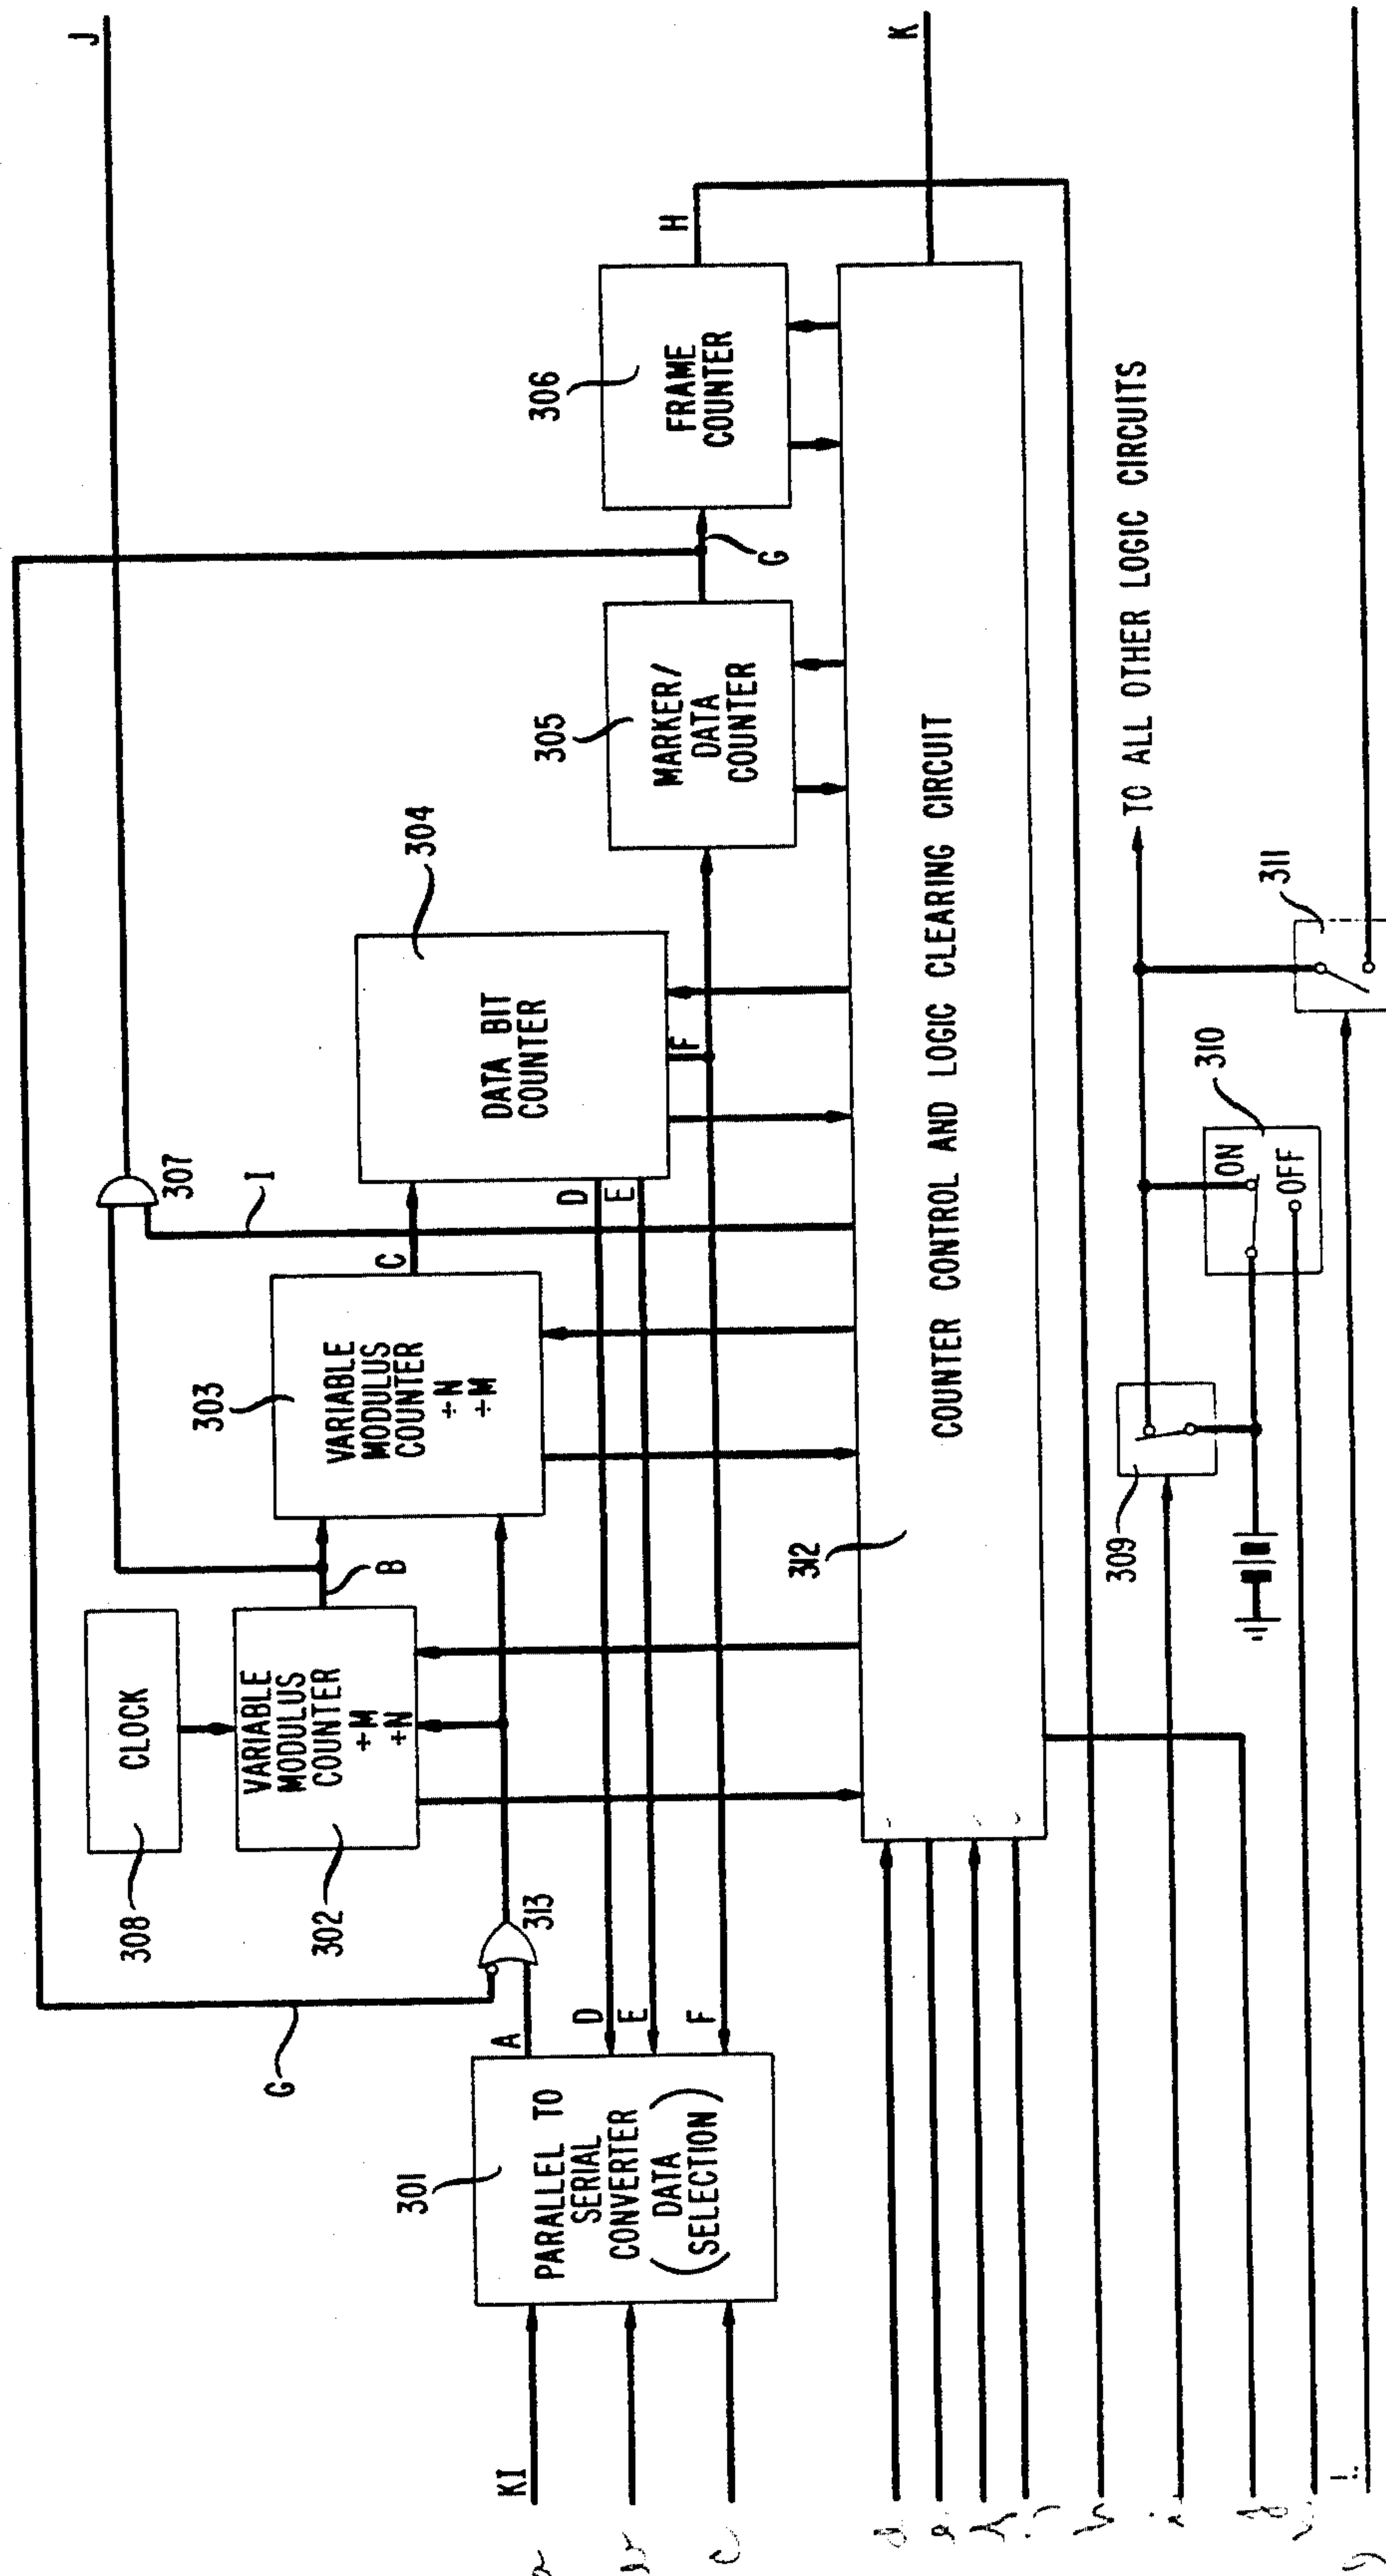 J
K
H
306
FRAME
COUNTER
G
305
MARKER/
DATA
COUNTER
304
DATA BIT
COUNTER
F
D
E
307
I
C
303
VARIABLE
MODULUS
COUNTER
÷N
÷M
B
308
CLOCK
302
VARIABLE
MODULUS
COUNTER
÷M
÷N
313
G
A
D
E
F
301
PARALLEL TO
SERIAL
CONVERTER
(DATA
SELECTION)
KI
c
d
e
h
i
312
COUNTER CONTROL AND LOGIC CLEARING CIRCUIT
TO ALL OTHER LOGIC CIRCUITS
309
310
ON
OFF
311